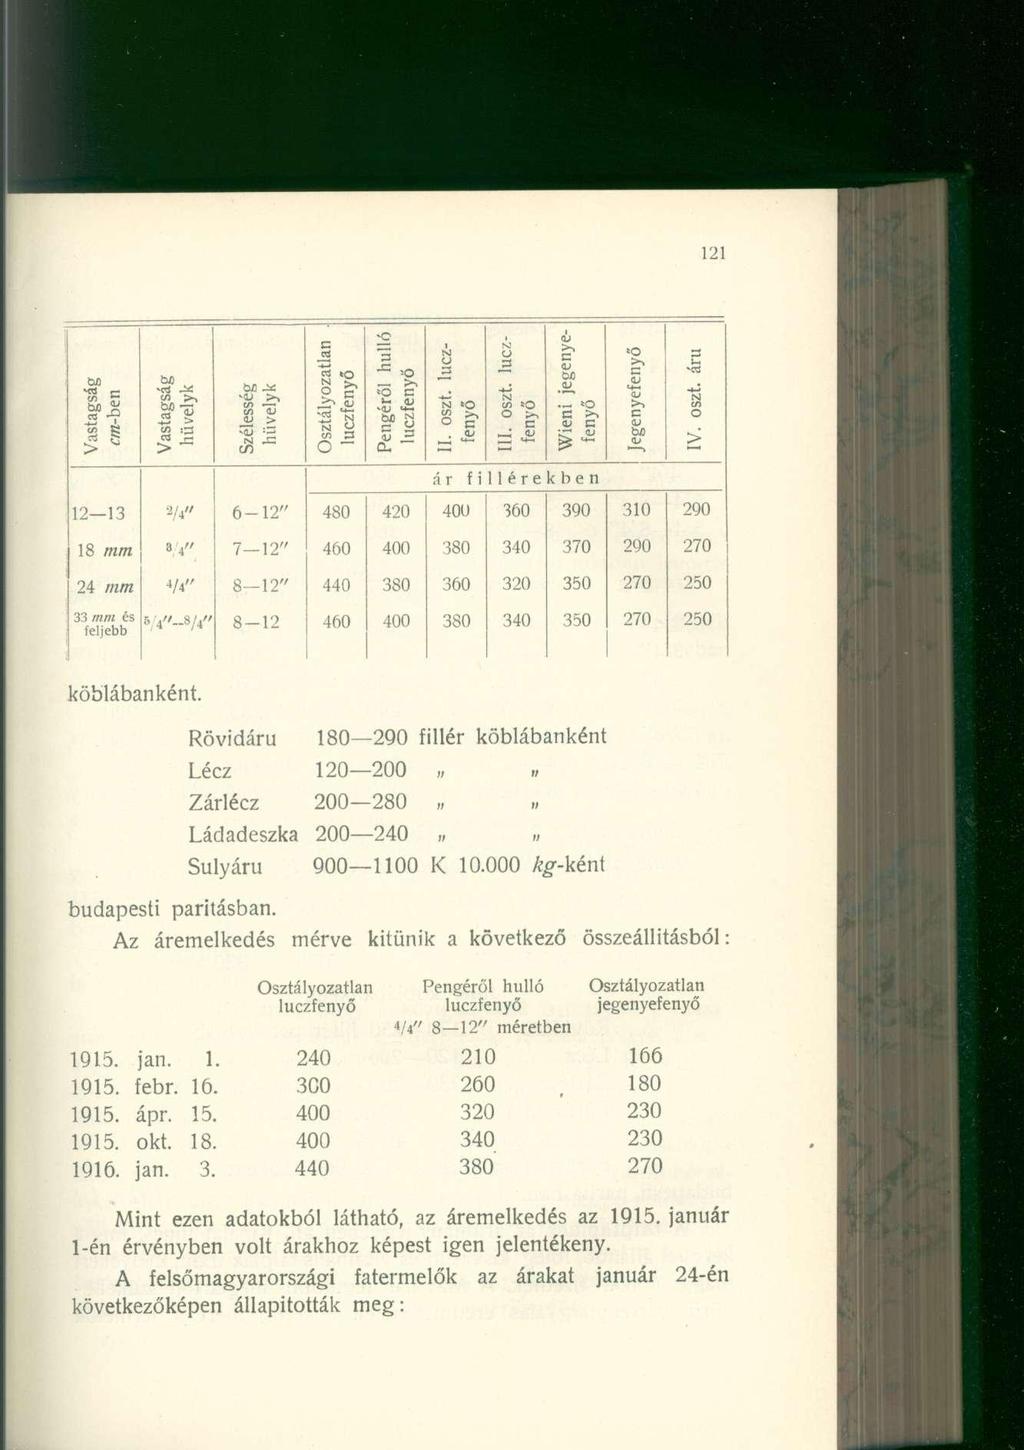 121
Vastagság cm-ben
Vastagság hüvelyk
Szélesség hüvelyk
Osztályozatlan luczfenyő
Pengéről hulló luczfenyő
II. oszt. lucz-fenyő
III. oszt. lucz-fenyő
Wieni jegenye-fenyő
Jegenyefenyő
IV. oszt. áru
ár fillérekben
12—13 2/4" 6-12" 480 420 400 360 390 310 290
18 mm 3/4" 7—12" 460 400 380 340 370 290 270
24 mm 4/4" 8—12" 440 380 360 320 350 270 250
33 mm és feljebb 5/4"—8/4" 8—12 460 400 380 340 350 270 250
köblábanként.
Rövidáru 180—290 fillér köblábanként
Lécz 120—200 " "
Zárlécz 200—280 " "
Ládadeszka 200—240 " "
Sulyáru 900—1100 K 10.000 kg-ként
budapesti paritásban.
Az áremelkedés mérve kitünik a következő összeállitásból:
Osztályozatlan Pengéről hulló Osztályozatlan
luczfenyő luczfenyő jegenyefenyő
4/4" 8—12" méretben
1915. jan. 1. 240 210 166
1915. febr. 16. 300 260 180
1915. ápr. 15. 400 320 230
1915. okt. 18. 400 340 230
1916. jan. 3. 440 380 270
Mint ezen adatokból látható, az áremelkedés az 1915. január
1-én érvényben volt árakhoz képest igen jelentékeny.
A felsőmagyarországi fatermelők az árakat január 24-én
következőképen állapitották meg: